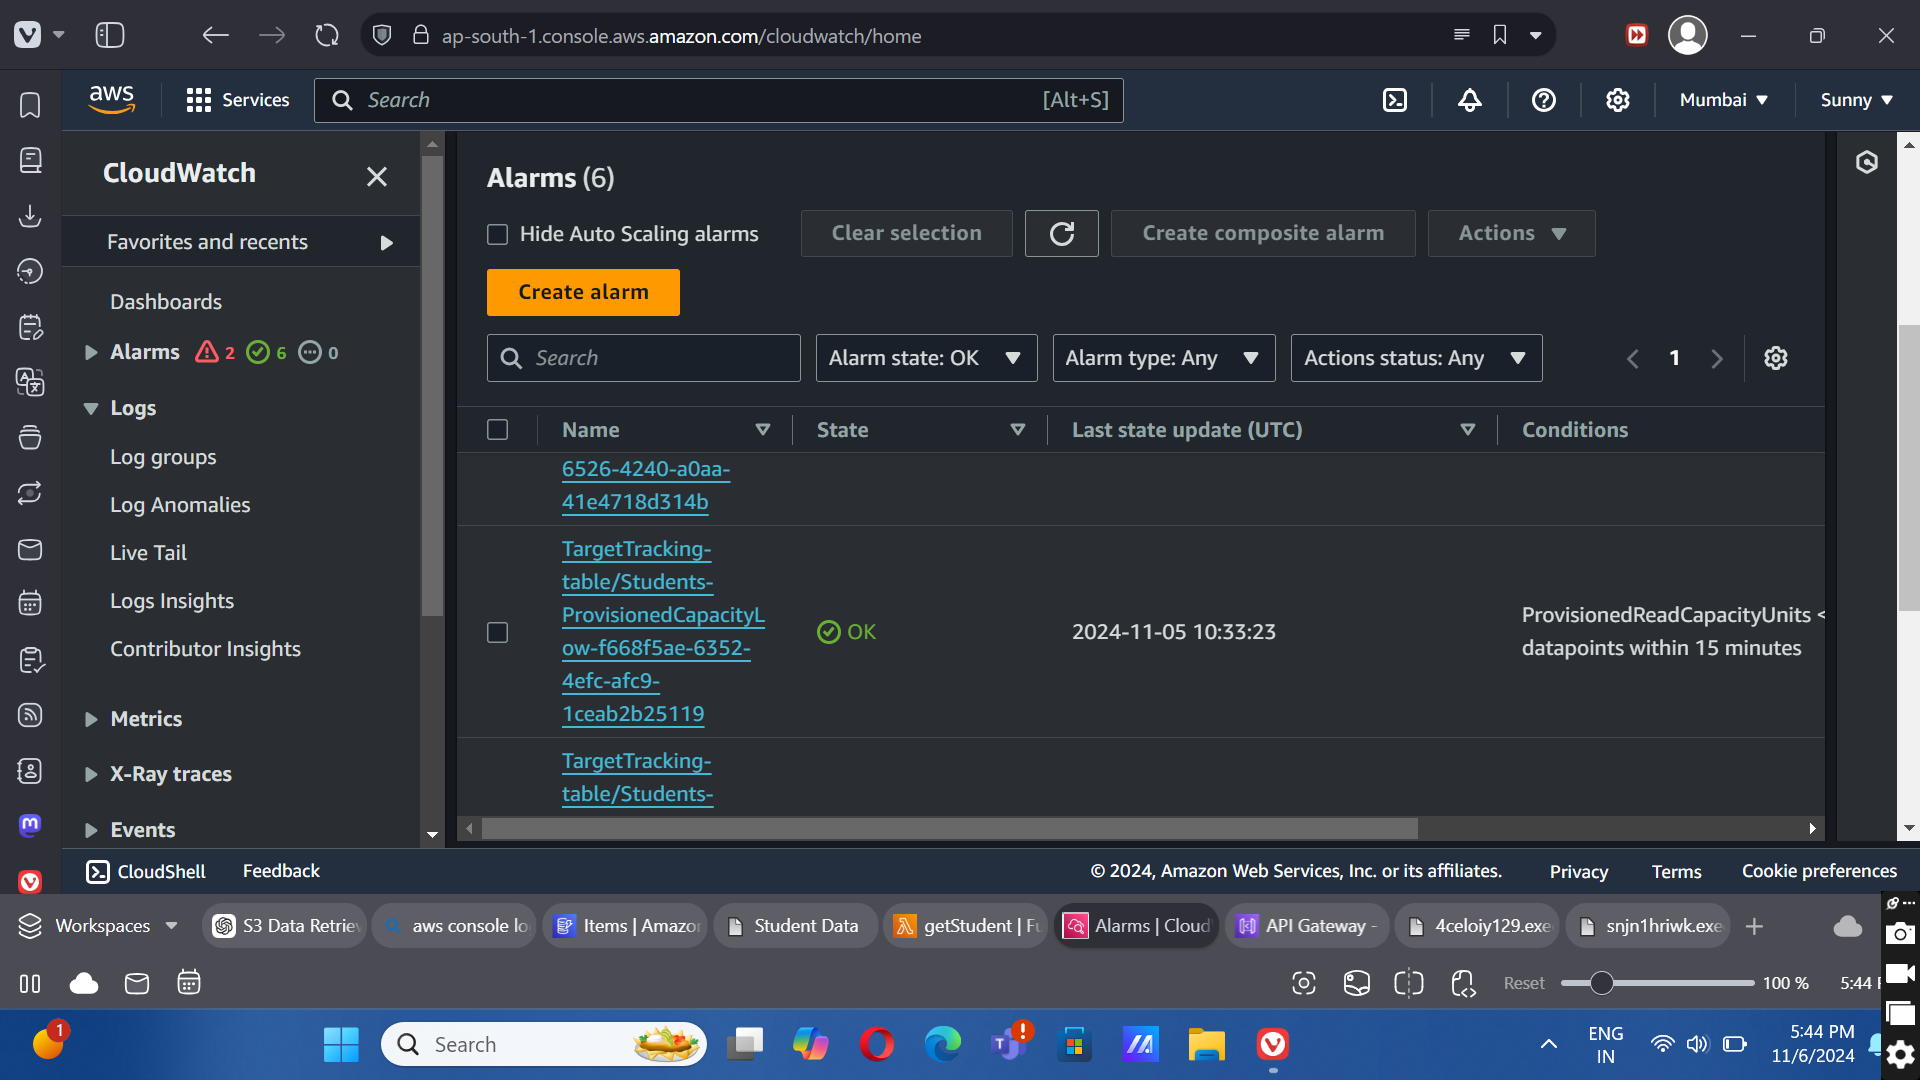 ap-south-1.console.aws.amazon.com/cloudwatch/home
aws
Services
Search
[Alt+S]
Mumbai
Sunny
CloudWatch
Favorites and recents
Dashboards
Alarms 2 6 0
Logs
Log groups
Log Anomalies
Live Tail
Logs Insights
Contributor Insights
Metrics
X-Ray traces
Events
Alarms (6)
Hide Auto Scaling alarms
Clear selection
Create composite alarm
Actions
Create alarm
Search
Alarm state: OK
Alarm type: Any
Actions status: Any
1
Name
State
Last state update (UTC)
Conditions
6526-4240-a0aa-
41e4718d314b
TargetTracking-
table/Students-
ProvisionedCapacityL
ow-f668f5ae-6352-
4efc-afc9-
1ceab2b25119
OK
2024-11-05 10:33:23
ProvisionedReadCapacityUnits <
datapoints within 15 minutes
TargetTracking-
table/Students-
CloudShell
Feedback
© 2024, Amazon Web Services, Inc. or its affiliates.
Privacy
Terms
Cookie preferences
Workspaces
S3 Data Retriev
aws console lo
Items | Amazon
Student Data
getStudent | Fu
Alarms | Cloud
API Gateway -
4celoiy129.exe
snjn1hriwk.exe
Reset
100 %
5:44
1
Search
ENG
IN
5:44 PM
11/6/2024